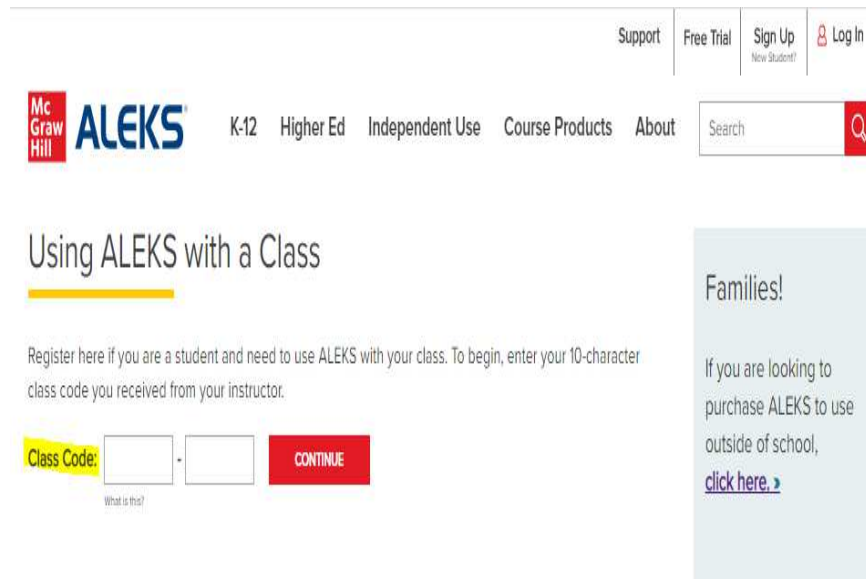 Support Free Trial Sign Up Log In
New Student?
Mc
Graw
Hill
ALEKS®
K-12 Higher Ed Independent Use Course Products About Search
Using ALEKS with a Class
Register here if you are a student and need to use ALEKS with your class. To begin, enter your 10-character
class code you received from your instructor.
Class Code: - CONTINUE
What is this?
Families!
If you are looking to
purchase ALEKS to use
outside of school,
click here. ›